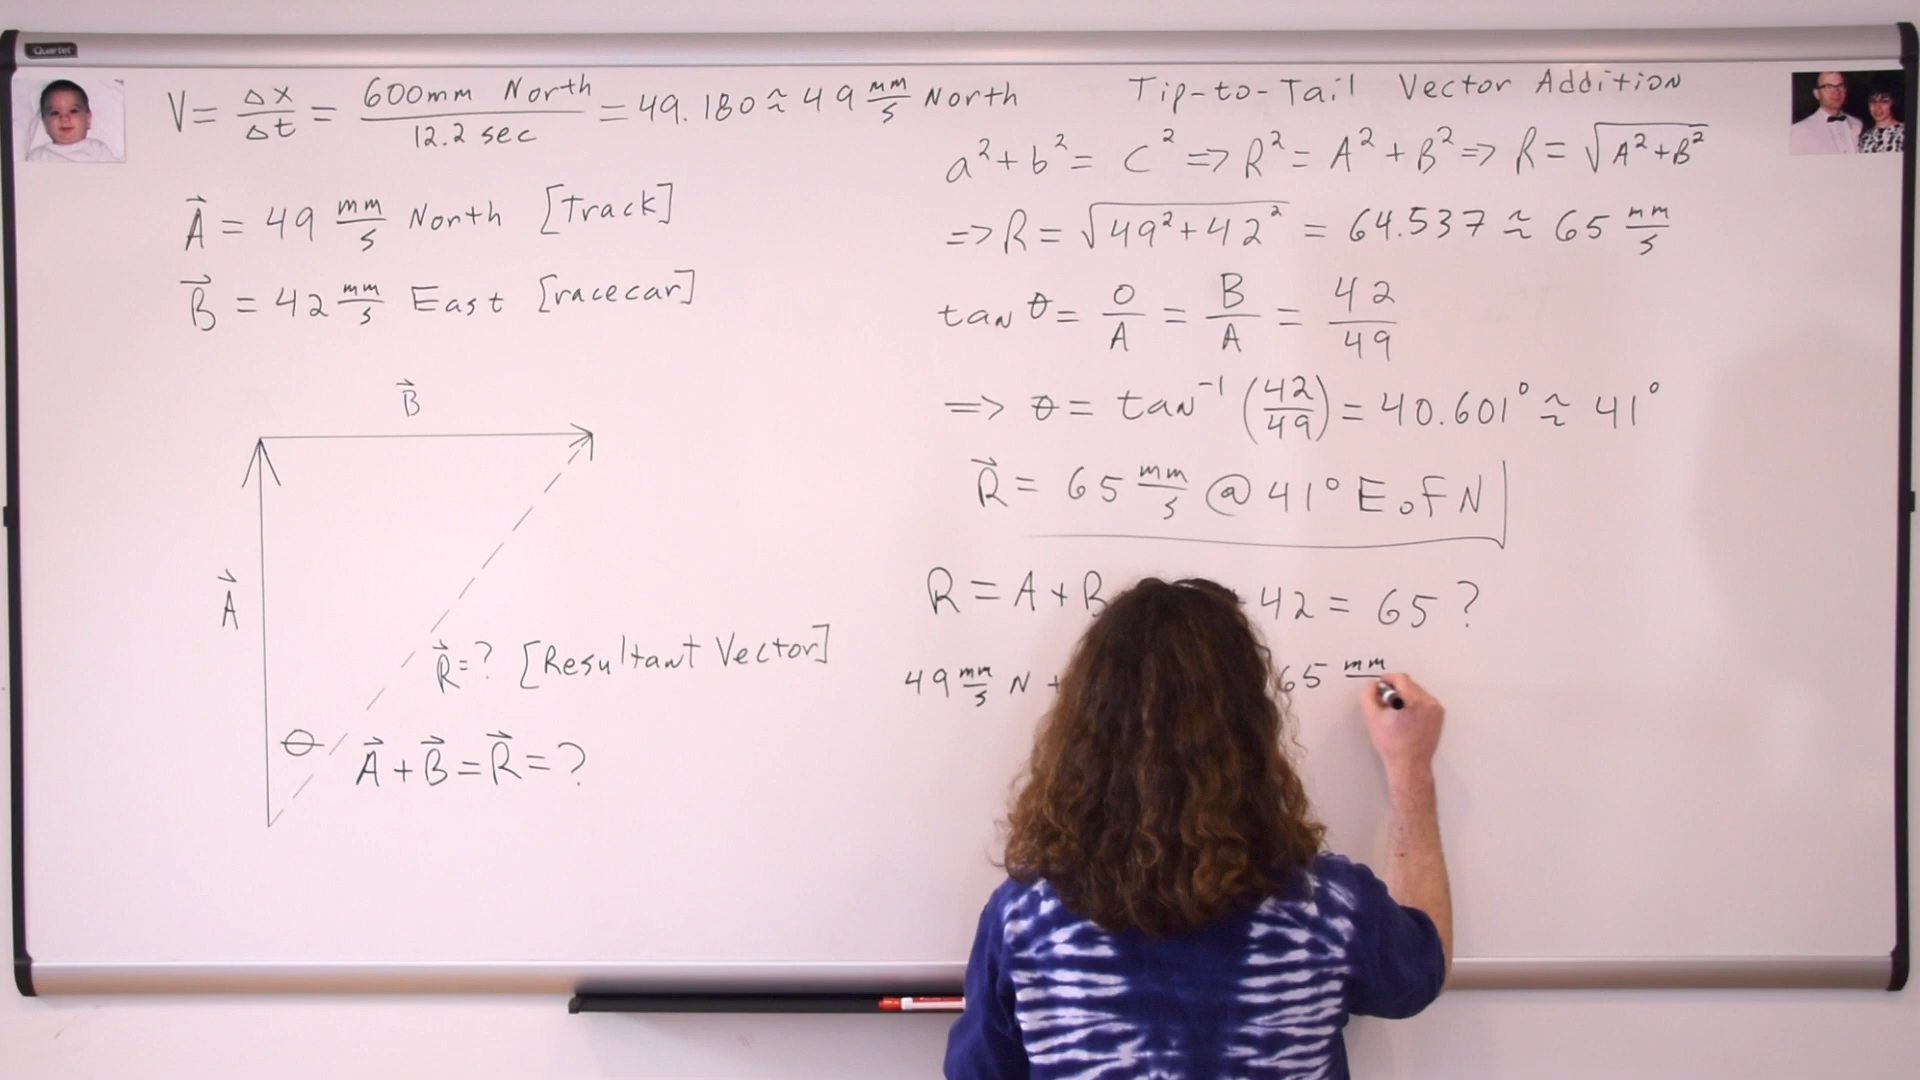 Quartet
V = Δx/Δt = 600mm North/12.2 sec = 49.180 ≈ 49 mm/s North
A⃗ = 49 mm/s North [Track]
B⃗ = 42 mm/s East [racecar]
B⃗
A⃗
R⃗=? [Resultant Vector]
θ
A⃗ + B⃗ = R⃗ = ?
Tip-to-Tail Vector Addition
a² + b² = c² => R² = A² + B² => R = √(A² + B²)
=> R = √(49² + 42²) = 64.537 ≈ 65 mm/s
tan θ = O/A = B/A = 42/49
=> θ = tan⁻¹(42/49) = 40.601° ≈ 41°
R⃗ = 65 mm/s @ 41° E of N
R = A + B 42 = 65?
49 mm/s N + 65 mm